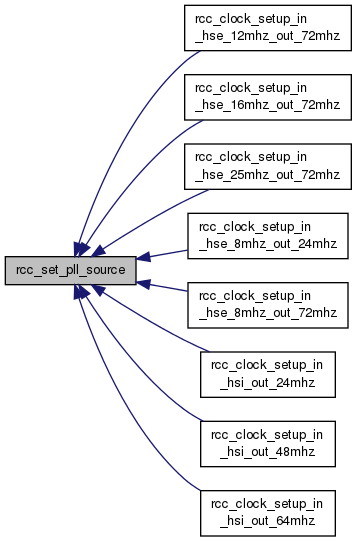 rcc_clock_setup_in
_hse_12mhz_out_72mhz
rcc_clock_setup_in
_hse_16mhz_out_72mhz
rcc_clock_setup_in
_hse_25mhz_out_72mhz
rcc_clock_setup_in
_hse_8mhz_out_24mhz
rcc_set_pll_source
rcc_clock_setup_in
_hse_8mhz_out_72mhz
rcc_clock_setup_in
_hsi_out_24mhz
rcc_clock_setup_in
_hsi_out_48mhz
rcc_clock_setup_in
_hsi_out_64mhz